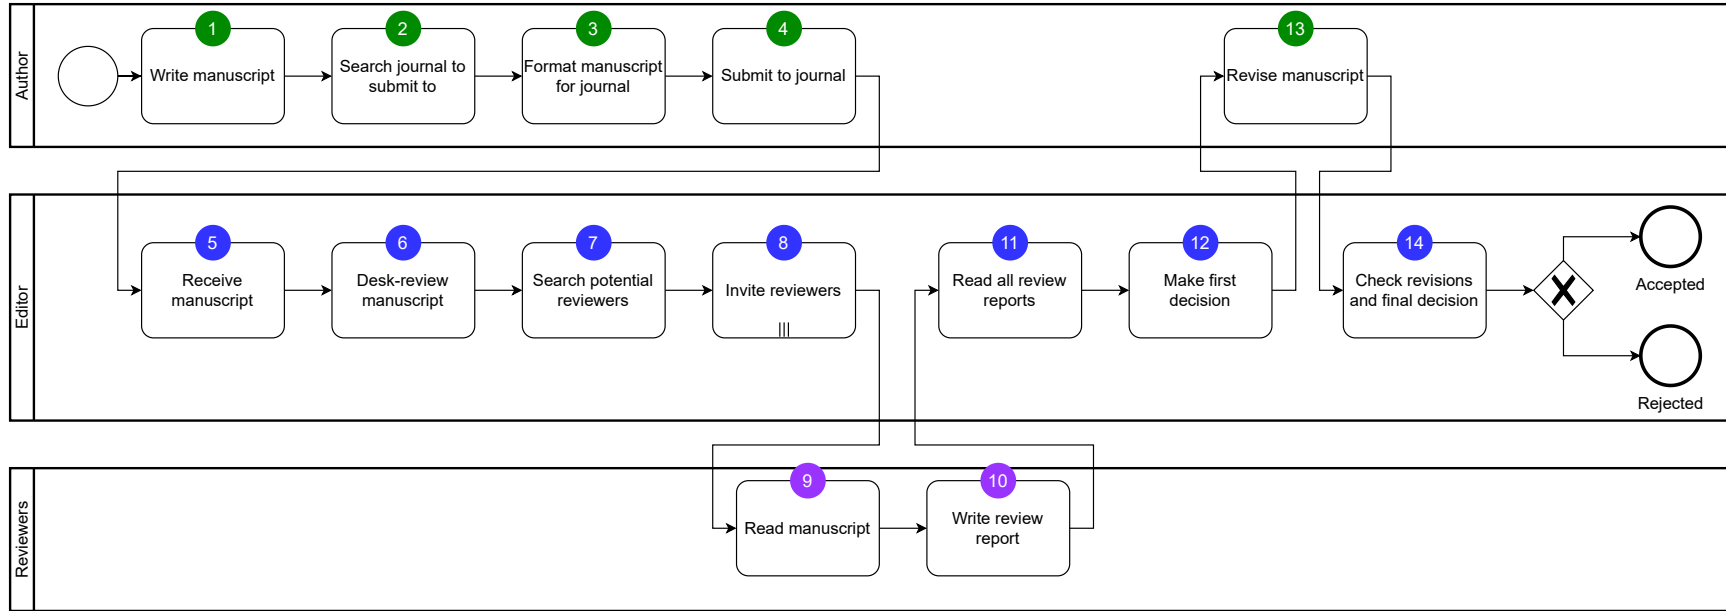 Author
1
Write manuscript
2
Search journal to
submit to
3
Format manuscript
for journal
4
Submit to journal
13
Revise manuscript
Editor
5
Receive
manuscript
6
Desk-review
manuscript
7
Search potential
reviewers
8
Invite reviewers
11
Read all review
reports
12
Make first
decision
14
Check revisions
and final decision
Accepted
Rejected
Reviewers
9
Read manuscript
10
Write review
report